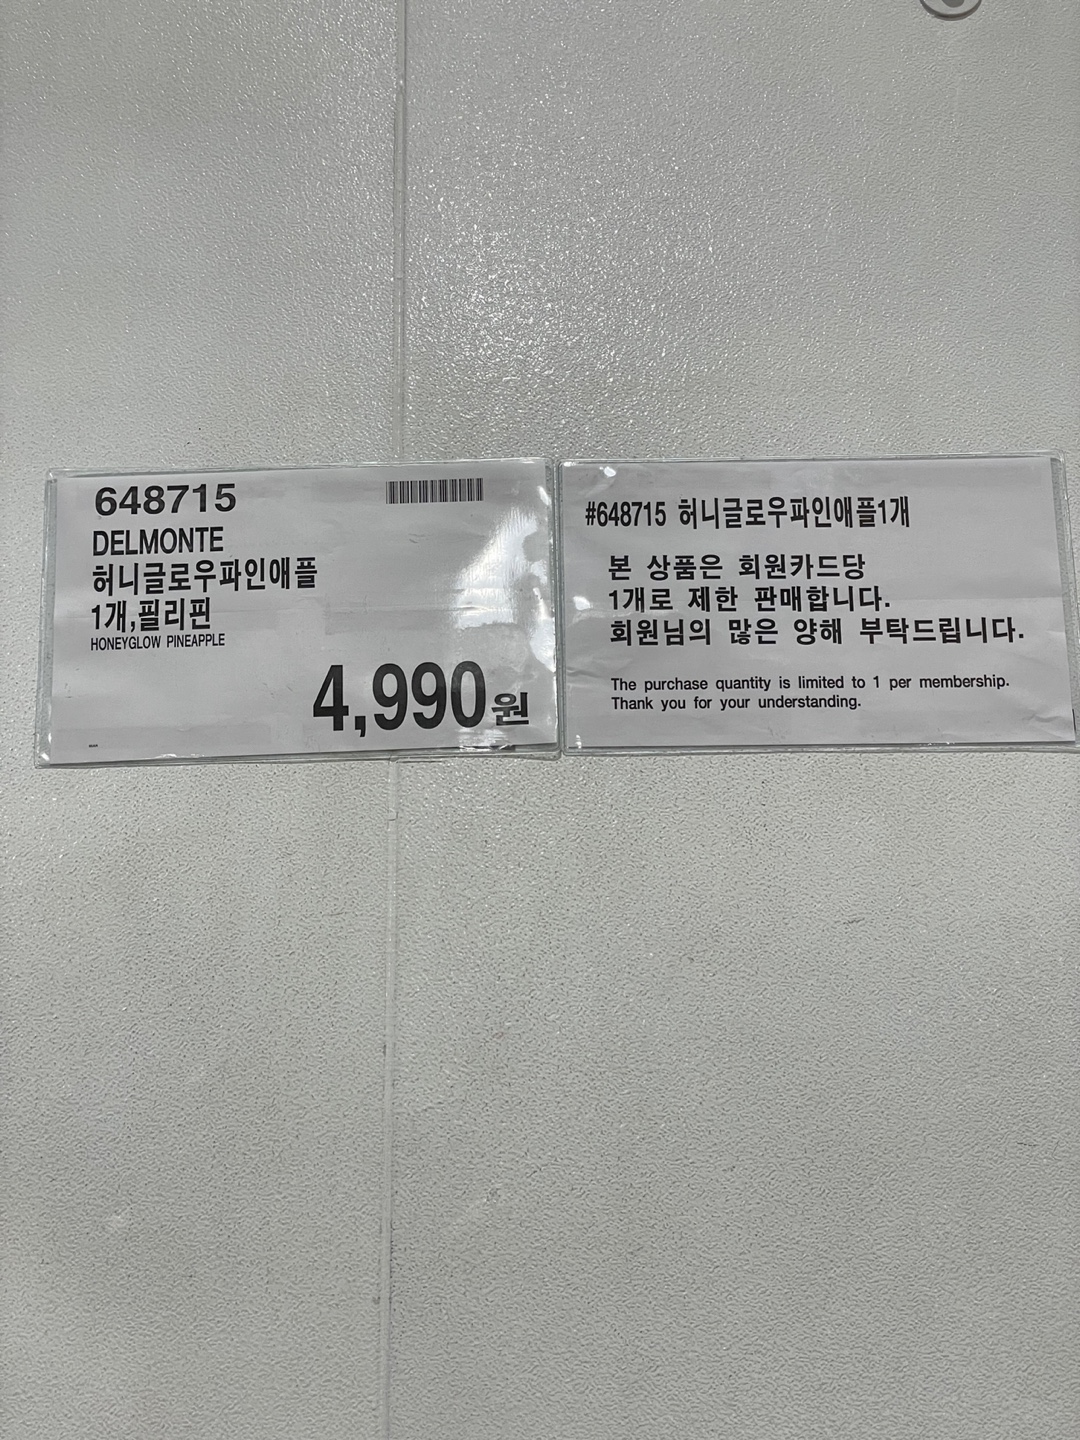 648715
DELMONTE
허니글로우파인애플
1개,필리핀
HONEYGLOW PINEAPPLE
4,990원
#648715 허니글로우파인애플1개
본 상품은 회원카드당
1개로 제한 판매합니다.
회원님의 많은 양해 부탁드립니다.
The purchase quantity is limited to 1 per membership.
Thank you for your understanding.